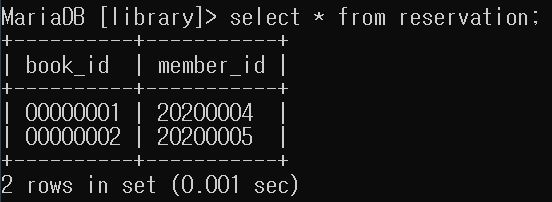 MariaDB [library]> select * from reservation;
+----------+-----------+
| book_id  | member_id |
+----------+-----------+
| 00000001 | 20200004  |
| 00000002 | 20200005  |
+----------+-----------+
2 rows in set (0.001 sec)